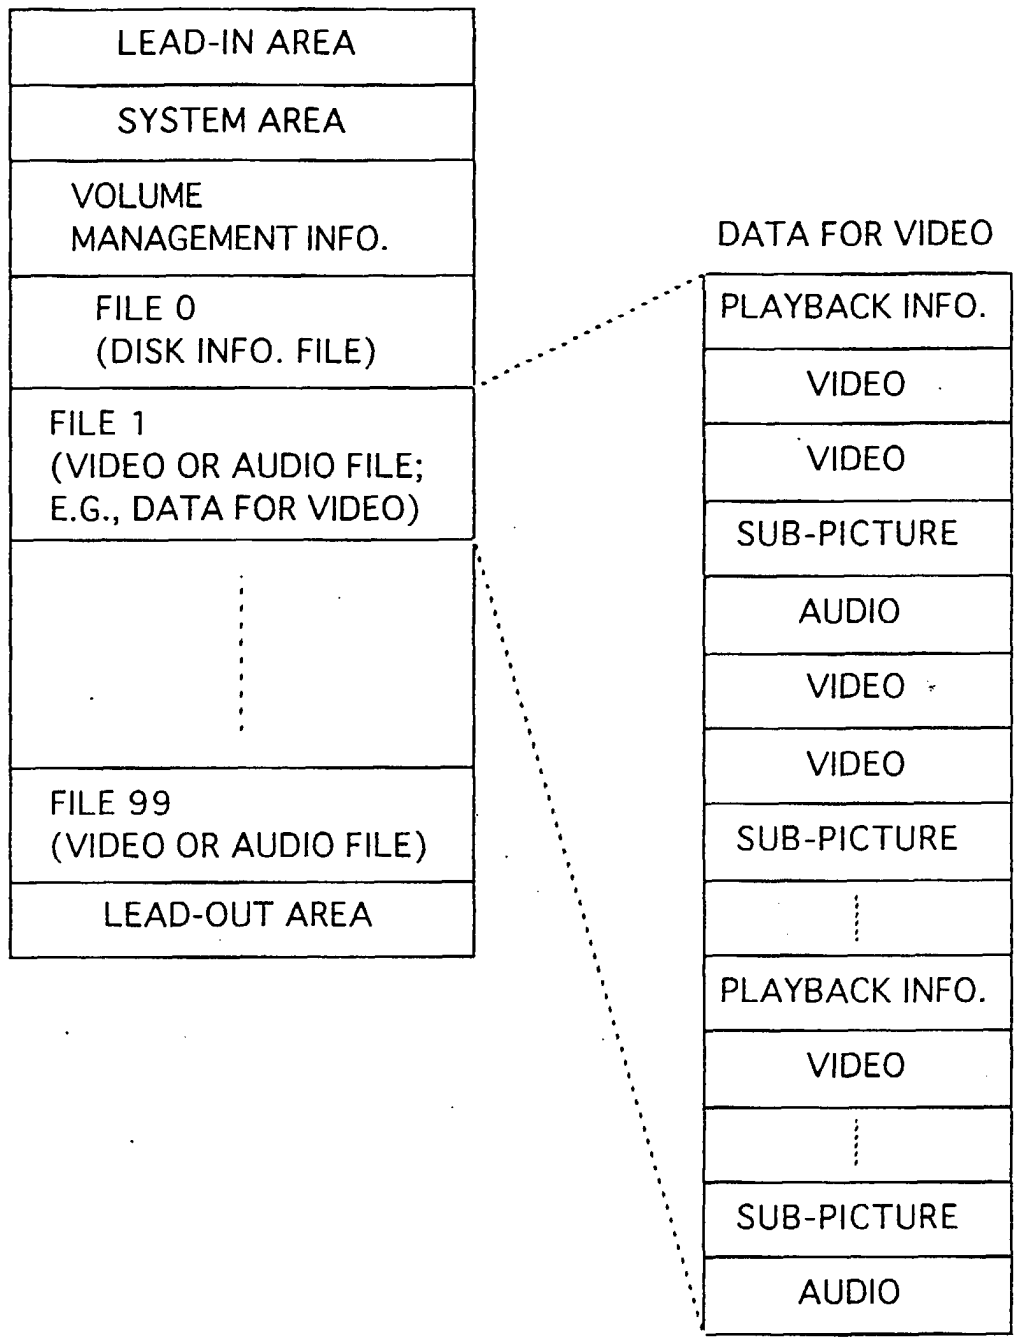 LEAD-IN AREA
SYSTEM AREA
VOLUME
MANAGEMENT INFO.
FILE 0
(DISK INFO. FILE)
FILE 1
(VIDEO OR AUDIO FILE;
E.G., DATA FOR VIDEO)
FILE 99
(VIDEO OR AUDIO FILE)
LEAD-OUT AREA
DATA FOR VIDEO
PLAYBACK INFO.
VIDEO
VIDEO
SUB-PICTURE
AUDIO
VIDEO
VIDEO
SUB-PICTURE
PLAYBACK INFO.
VIDEO
SUB-PICTURE
AUDIO